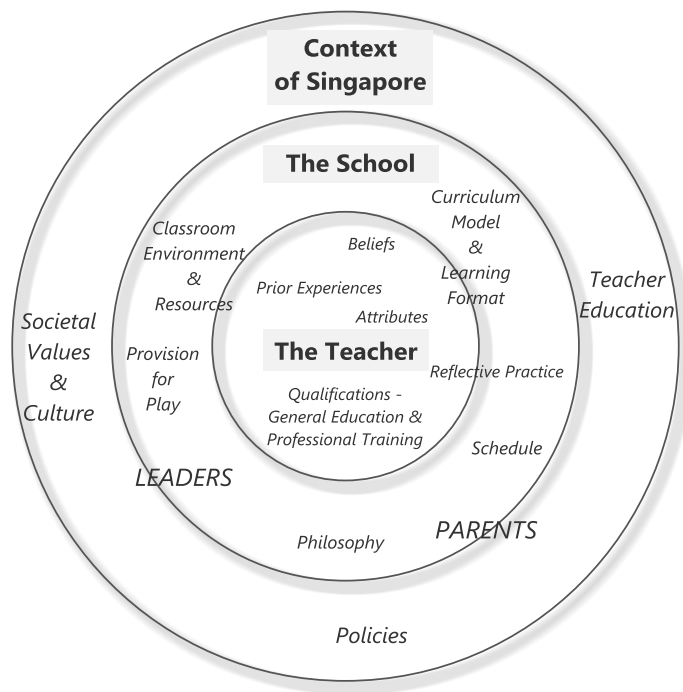 Context
of Singapore
The School
Curriculum
Model
&
Learning
Format
Classroom
Environment
&
Resources
Beliefs
Prior Experiences
Attributes
Teacher
Education
Societal
Values
&
Culture
The Teacher
Provision
for
Play
Reflective Practice
Qualifications -
General Education &
Professional Training
Schedule
LEADERS
PARENTS
Philosophy
Policies